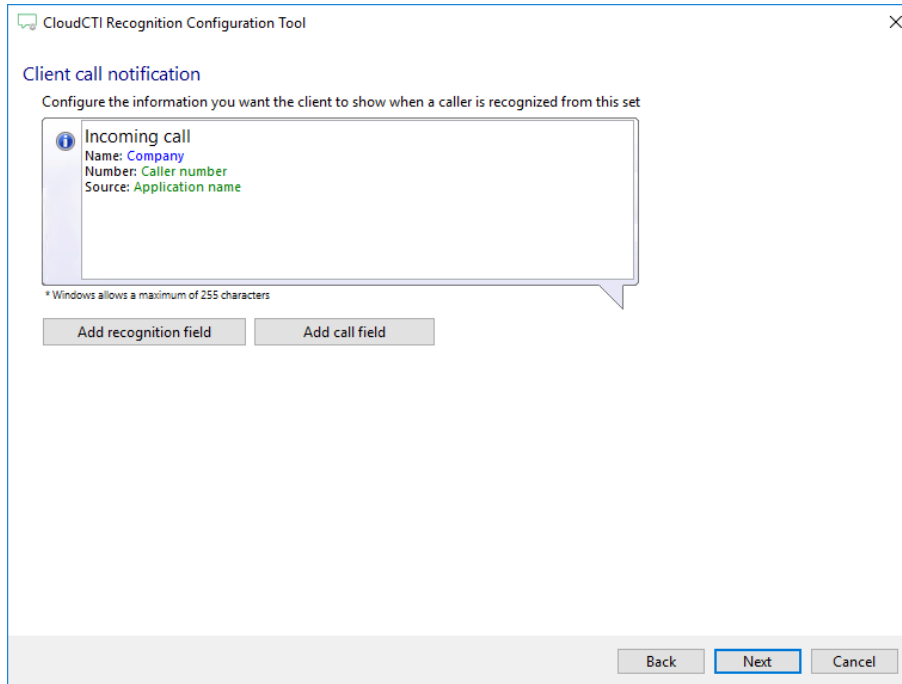 CloudCTI Recognition Configuration Tool
Client call notification
Configure the information you want the client to show when a caller is recognized from this set
Incoming call
Name: Company
Number: Caller number
Source: Application name
* Windows allows a maximum of 255 characters
Add recognition field Add call field
Back Next Cancel